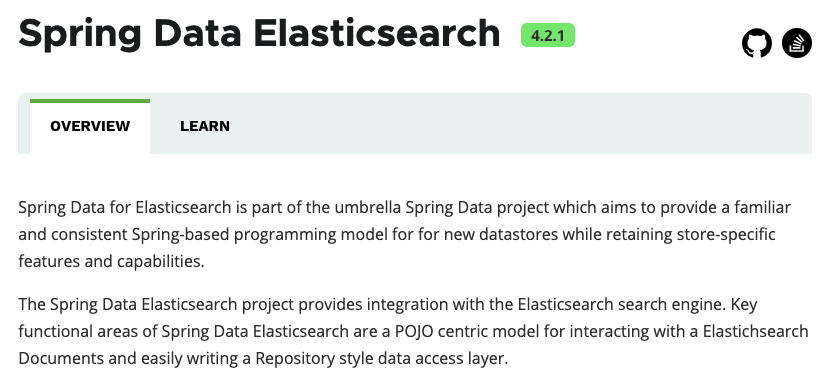 Spring Data Elasticsearch 4.2.1
OVERVIEW LEARN
Spring Data for Elasticsearch is part of the umbrella Spring Data project which aims to provide a familiar
and consistent Spring-based programming model for for new datastores while retaining store-specific
features and capabilities.
The Spring Data Elasticsearch project provides integration with the Elasticsearch search engine. Key
functional areas of Spring Data Elasticsearch are a POJO centric model for interacting with a Elastichsearch
Documents and easily writing a Repository style data access layer.